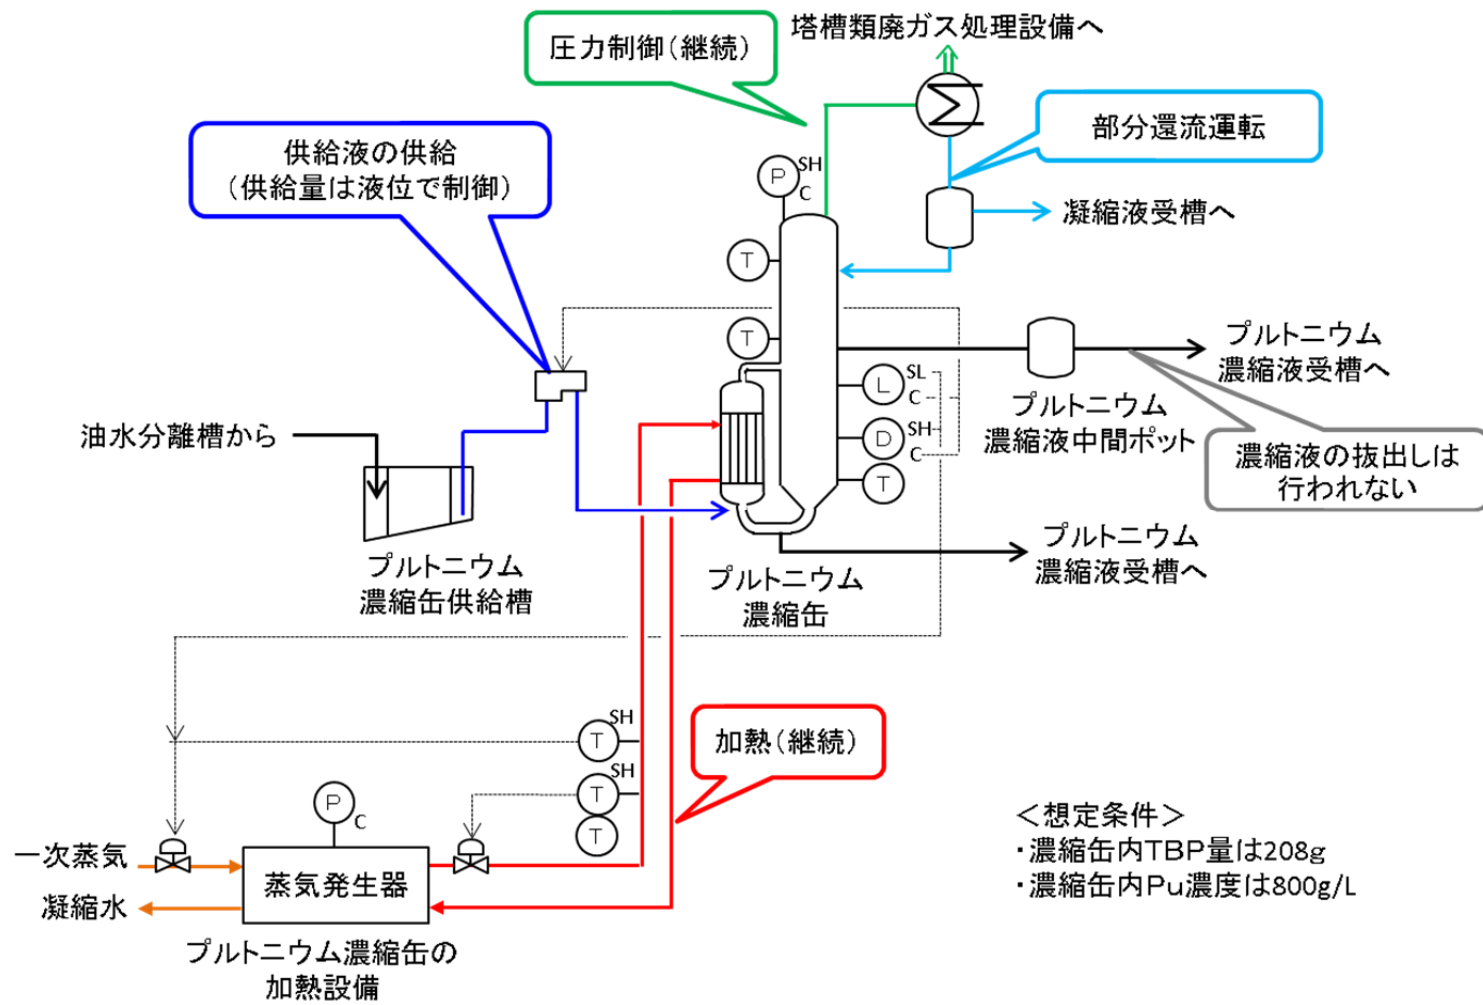 塔槽類廃ガス処理設備へ
圧力制御(継続)
部分還流運転
供給液の供給
(供給量は液位で制御)
P
SH
C
凝縮液受槽へ
T
T
プルトニウム
濃縮液受槽へ
L
SL
C
プルトニウム
濃縮液中間ポット
油水分離槽から
D
SH
C
濃縮液の抜出しは
行われない
T
プルトニウム
濃縮缶供給槽
プルトニウム
濃縮缶
プルトニウム
濃縮液受槽へ
T
SH
加熱(継続)
T
SH
T
P
C
一次蒸気
蒸気発生器
凝縮水
プルトニウム濃縮缶の
加熱設備
<想定条件>
・濃縮缶内TBP量は208g
・濃縮缶内Pu濃度は800g/L